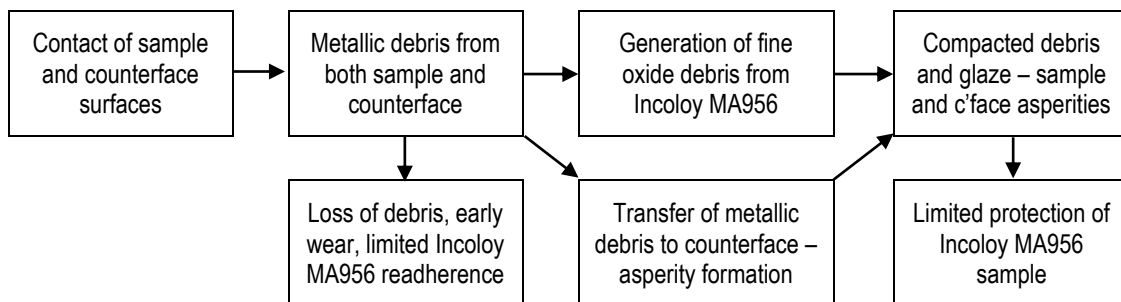 Contact of sample
and counterface
surfaces
Metallic debris from
both sample and
counterface
Generation of fine
oxide debris from
Incoloy MA956
Compacted debris
and glaze – sample
and c'face asperities
Loss of debris, early
wear, limited Incoloy
MA956 readherence
Transfer of metallic
debris to counterface –
asperity formation
Limited protection of
Incoloy MA956
sample